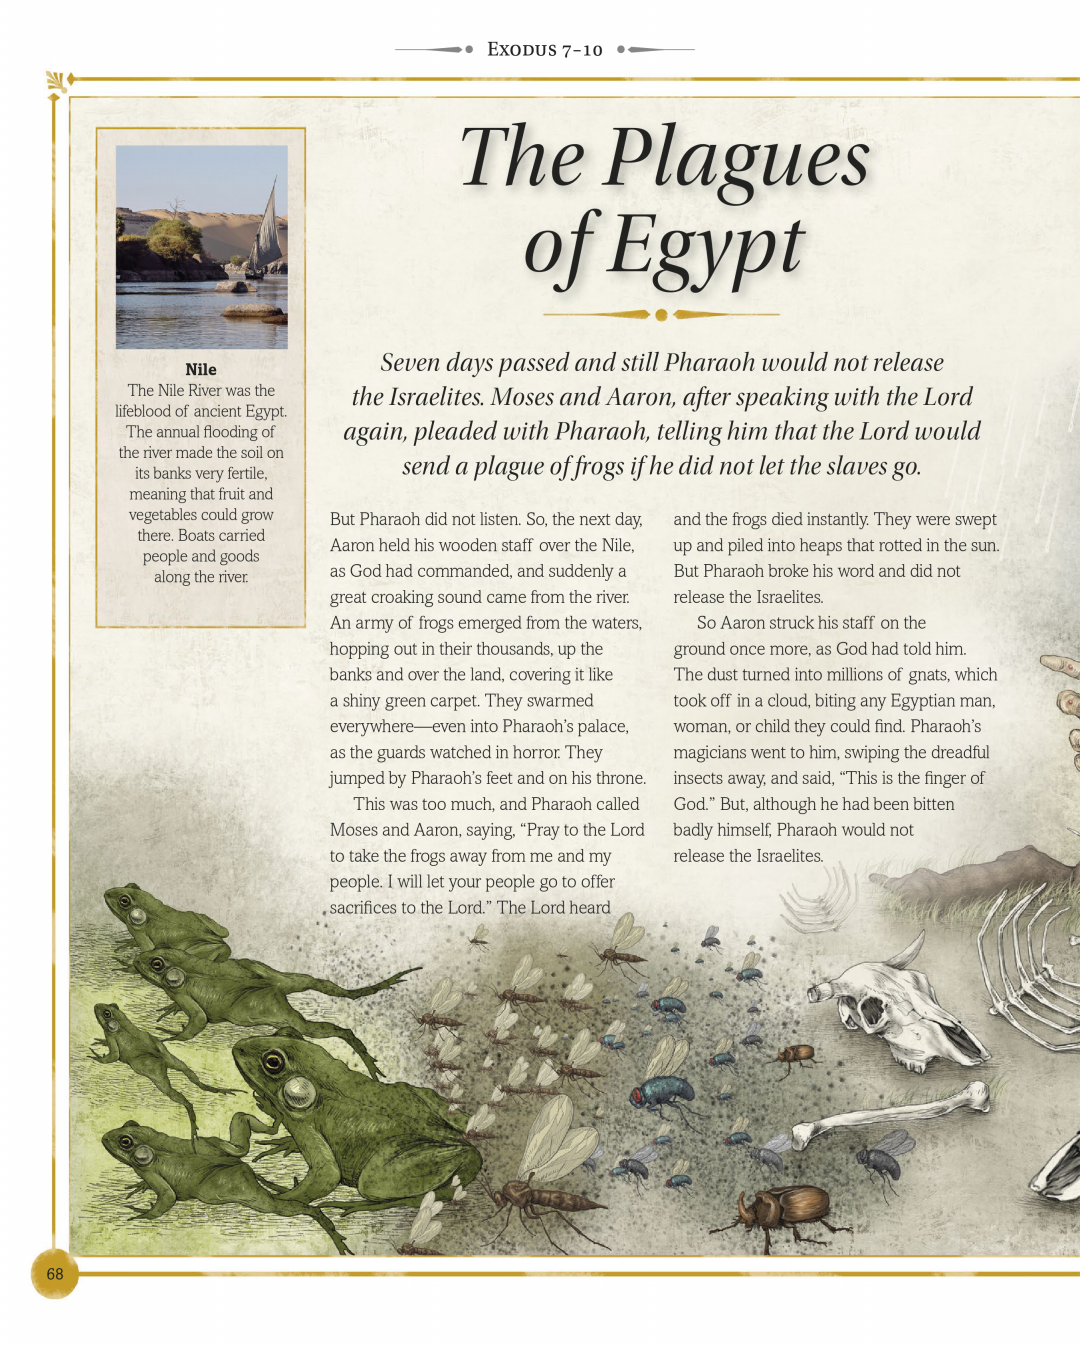 Exodus 7–10
The Plagues
of Egypt
Nile
The Nile River was the
lifeblood of ancient Egypt.
The annual flooding of
the river made the soil on
its banks very fertile,
meaning that fruit and
vegetables could grow
there. Boats carried
people and goods
along the river.
Seven days passed and still Pharaoh would not release
the Israelites. Moses and Aaron, after speaking with the Lord
again, pleaded with Pharaoh, telling him that the Lord would
send a plague of frogs if he did not let the slaves go.
But Pharaoh did not listen. So, the next day,
Aaron held his wooden staff over the Nile,
as God had commanded, and suddenly a
great croaking sound came from the river.
An army of frogs emerged from the waters,
hopping out in their thousands, up the
banks and over the land, covering it like
a shiny green carpet. They swarmed
everywhere—even into Pharaoh’s palace,
as the guards watched in horror. They
jumped by Pharaoh’s feet and on his throne.
This was too much, and Pharaoh called
Moses and Aaron, saying, “Pray to the Lord
to take the frogs away from me and my
people. I will let your people go to offer
sacrifices to the Lord.” The Lord heard
and the frogs died instantly. They were swept
up and piled into heaps that rotted in the sun.
But Pharaoh broke his word and did not
release the Israelites.
So Aaron struck his staff on the
ground once more, as God had told him.
The dust turned into millions of gnats, which
took off in a cloud, biting any Egyptian man,
woman, or child they could find. Pharaoh’s
magicians went to him, swiping the dreadful
insects away, and said, “This is the finger of
God.” But, although he had been bitten
badly himself, Pharaoh would not
release the Israelites.
68